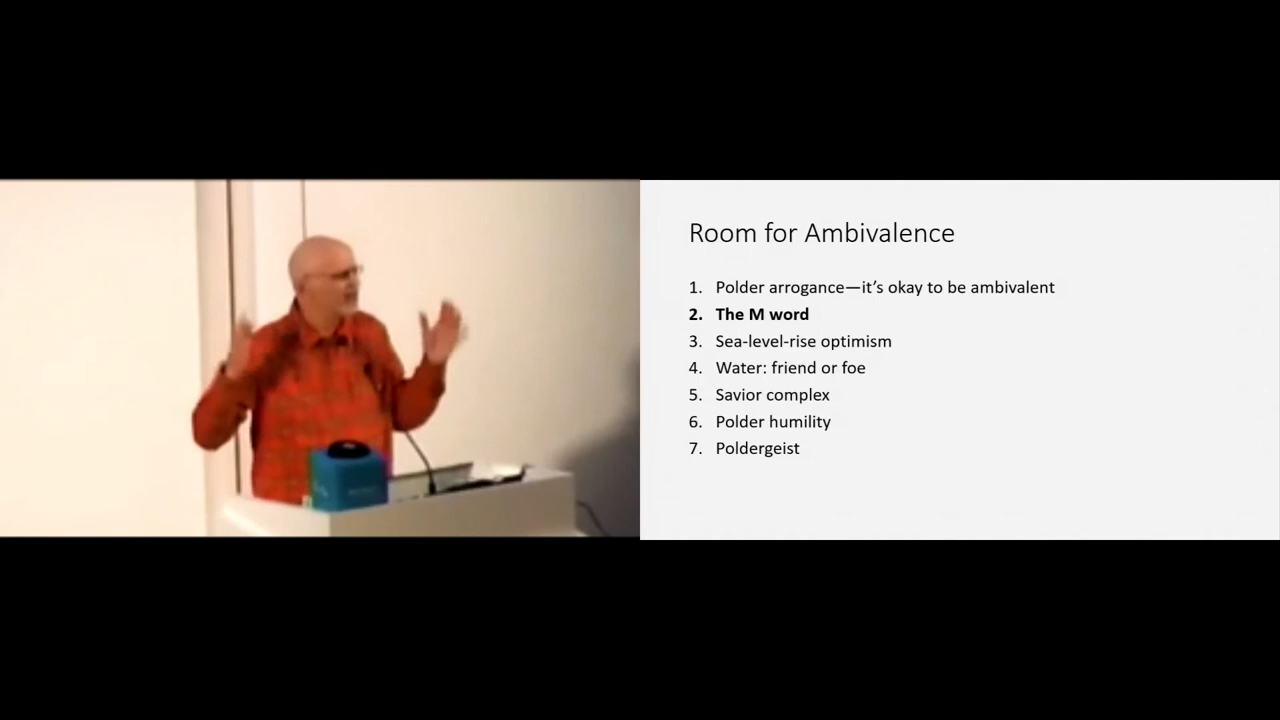 Room for Ambivalence
1. Polder arrogance—it's okay to be ambivalent
2. The M word
3. Sea-level-rise optimism
4. Water: friend or foe
5. Savior complex
6. Polder humility
7. Poldergeist